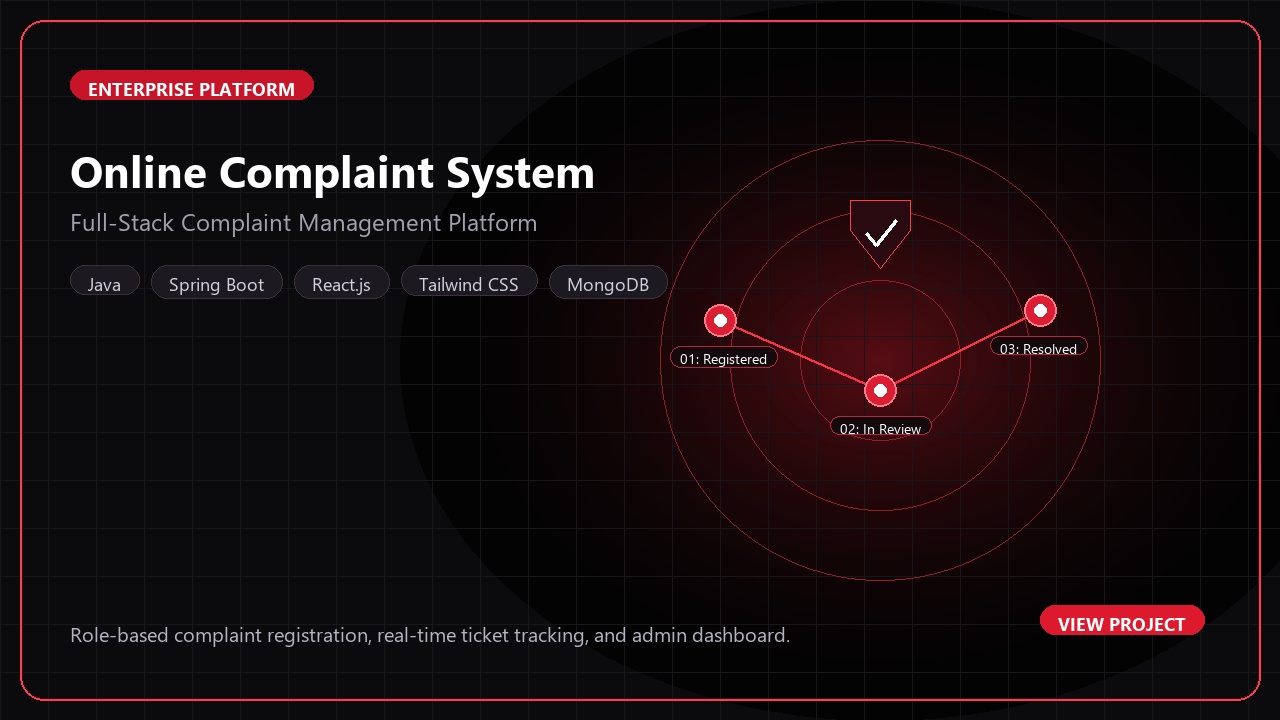 ENTERPRISE PLATFORM
Online Complaint System
Full-Stack Complaint Management Platform
Java
Spring Boot
React.js
Tailwind CSS
MongoDB
01: Registered
02: In Review
03: Resolved
Role-based complaint registration, real-time ticket tracking, and admin dashboard.
VIEW PROJECT